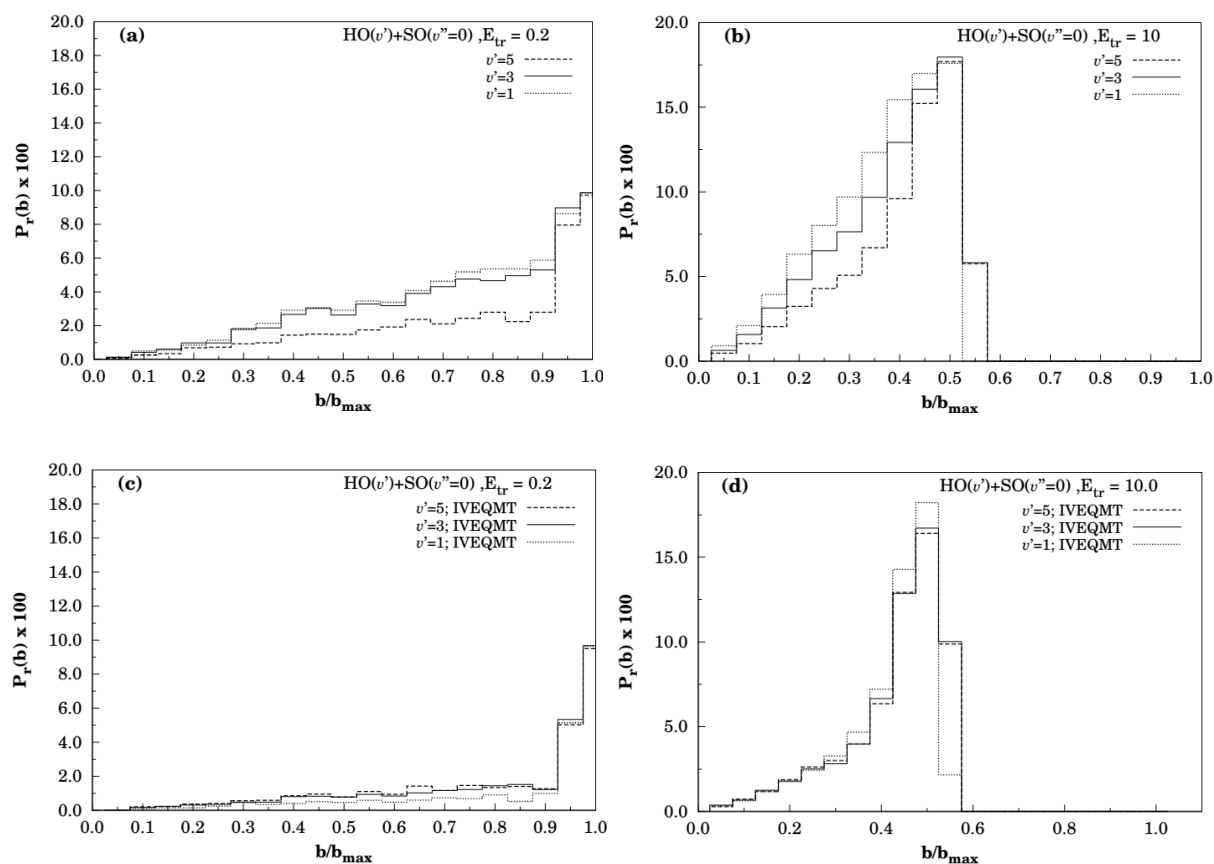 (a)
HO(v')+SO(v''=0) ,E_tr = 0.2
v'=5
v'=3
v'=1
P_r(b) x 100
20.0
18.0
16.0
14.0
12.0
10.0
8.0
6.0
4.0
2.0
0.0
0.0 0.1 0.2 0.3 0.4 0.5 0.6 0.7 0.8 0.9 1.0
b/b_max
(b)
HO(v')+SO(v''=0) ,E_tr = 10
v'=5
v'=3
v'=1
P_r(b) x 100
20.0
15.0
10.0
5.0
0.0
0.0 0.1 0.2 0.3 0.4 0.5 0.6 0.7 0.8 0.9 1.0
b/b_max
(c)
HO(v')+SO(v''=0) ,E_tr = 0.2
v'=5; IVEQMT
v'=3; IVEQMT
v'=1; IVEQMT
P_r(b) x 100
20.0
18.0
16.0
14.0
12.0
10.0
8.0
6.0
4.0
2.0
0.0
0.0 0.1 0.2 0.3 0.4 0.5 0.6 0.7 0.8 0.9 1.0
b/b_max
(d)
HO(v')+SO(v''=0) ,E_tr = 10.0
v'=5; IVEQMT
v'=3; IVEQMT
v'=1; IVEQMT
P_r(b) x 100
20.0
15.0
10.0
5.0
0.0
0.0 0.2 0.4 0.6 0.8 1.0
b/b_max